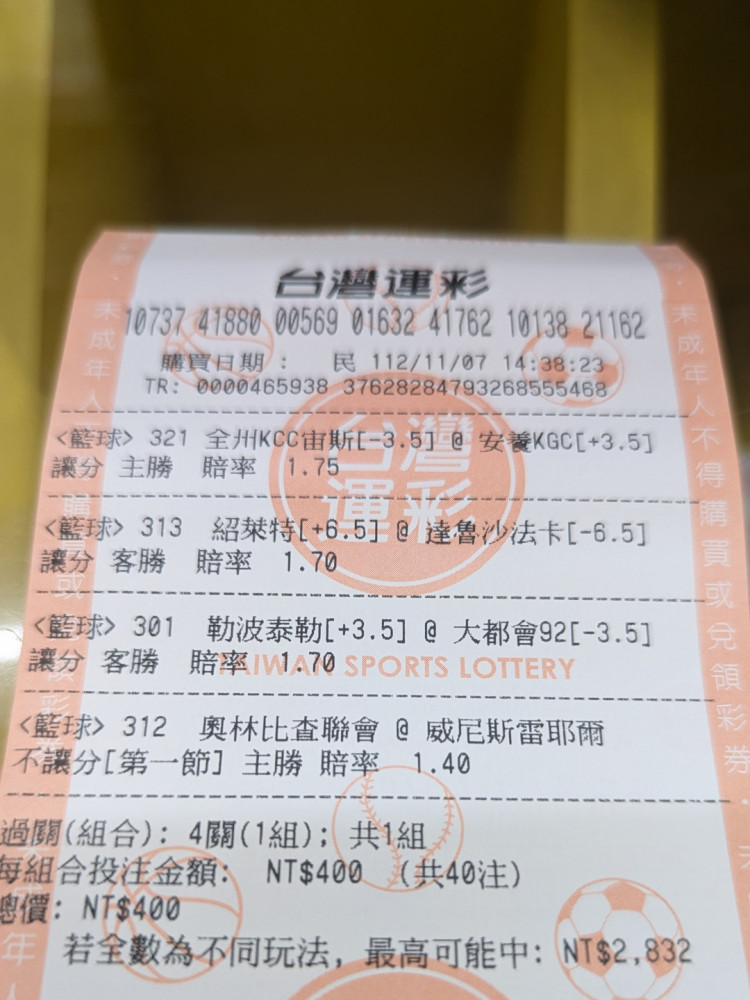 台灣運彩
10737 41880 00569 01632 41762 10138 21162
購買日期： 民 112/11/07 14:38:23
TR: 0000465938 376282847932685555468
<籃球> 321 全州KCC宙斯[-3.5] @ 安養KGC[+3.5]
讓分 主勝 賠率 1.75
<籃球> 313 紹萊特[+6.5] @ 達魯沙法卡[-6.5]
讓分 客勝 賠率 1.70
<籃球> 301 勒波泰勒[+3.5] @ 大都會92[-3.5]
讓分 客勝 賠率 1.70
<籃球> 312 奧林比查聯會 @ 威尼斯雷耶爾
不讓分[第一節] 主勝 賠率 1.40
過關(組合): 4關(1組); 共1組
每組合投注金額: NT$400 (共40注)
總價: NT$400
若全數為不同玩法, 最高可能中: NT$2,832
台灣運彩
TAIWAN SPORTS LOTTERY
未成年人
不得購買或兌領彩券